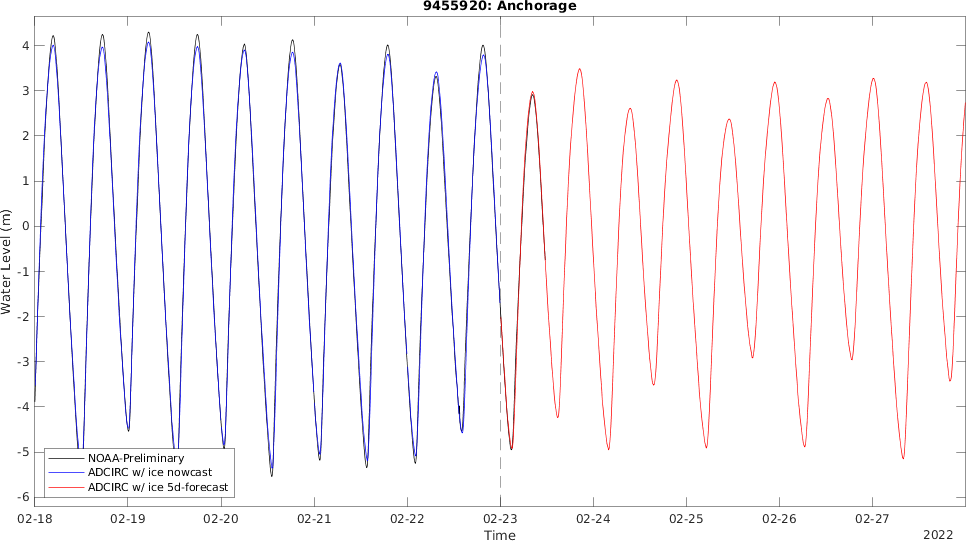 9455920: Anchorage
4
3
2
1
0
-1
-2
-3
-4
-5
-6
Water Level (m)
NOAA-Preliminary
ADCIRC w/ ice nowcast
ADCIRC w/ ice 5d-forecast
02-18 02-19 02-20 02-21 02-22 02-23 02-24 02-25 02-26 02-27
Time
2022